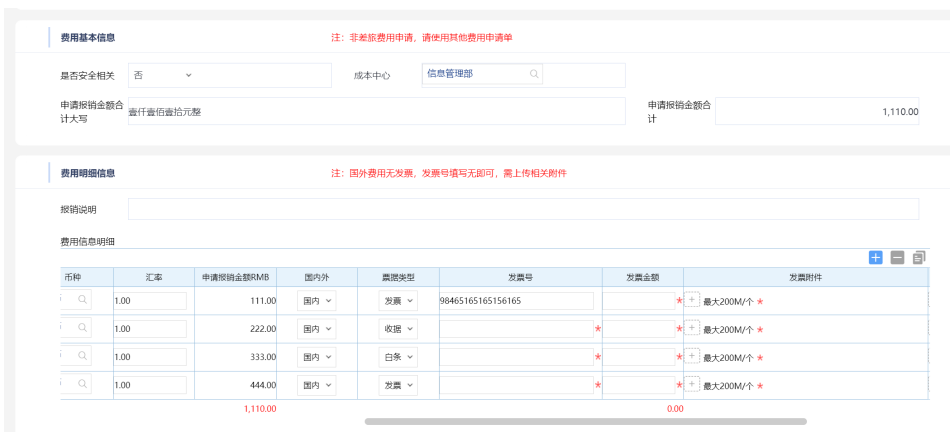 费用基本信息 注：非差旅费用申请，请使用其他费用申请单
是否安全相关 否 成本中心 信息管理部
申请报销金额合计大写 壹仟壹佰壹拾元整 申请报销金额合计 1,110.00
费用明细信息 注：国外费用无发票，发票号填写无即可，需上传相关附件
报销说明
费用信息明细
币种 汇率 申请报销金额RMB 国内外 票据类型 发票号 发票金额 发票附件
1.00 111.00 国内 发票 98465165165156165 * + 最大200M/个 *
1.00 222.00 国内 收据 * * + 最大200M/个 *
1.00 333.00 国内 白条 * * + 最大200M/个 *
1.00 444.00 国内 发票 * * + 最大200M/个 *
1,110.00 0.00